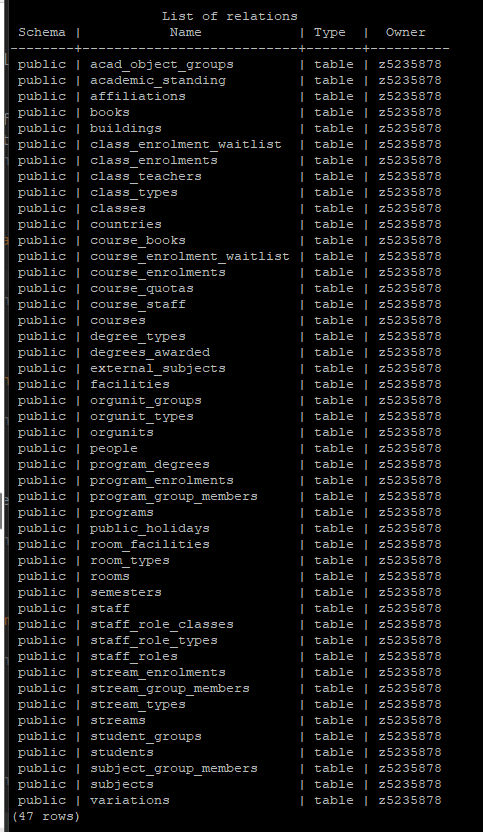 List of relations
Schema | Name | Type | Owner
--------+----------------------------+-------+----------
public | acad_object_groups | table | z5235878
public | academic_standing | table | z5235878
public | affiliations | table | z5235878
public | books | table | z5235878
public | buildings | table | z5235878
public | class_enrolment_waitlist | table | z5235878
public | class_enrolments | table | z5235878
public | class_teachers | table | z5235878
public | class_types | table | z5235878
public | classes | table | z5235878
public | countries | table | z5235878
public | course_books | table | z5235878
public | course_enrolment_waitlist | table | z5235878
public | course_enrolments | table | z5235878
public | course_quotas | table | z5235878
public | course_staff | table | z5235878
public | courses | table | z5235878
public | degree_types | table | z5235878
public | degrees_awarded | table | z5235878
public | external_subjects | table | z5235878
public | facilities | table | z5235878
public | orgunit_groups | table | z5235878
public | orgunit_types | table | z5235878
public | orgunits | table | z5235878
public | people | table | z5235878
public | program_degrees | table | z5235878
public | program_enrolments | table | z5235878
public | program_group_members | table | z5235878
public | programs | table | z5235878
public | public_holidays | table | z5235878
public | room_facilities | table | z5235878
public | room_types | table | z5235878
public | rooms | table | z5235878
public | semesters | table | z5235878
public | staff | table | z5235878
public | staff_role_classes | table | z5235878
public | staff_role_types | table | z5235878
public | staff_roles | table | z5235878
public | stream_enrolments | table | z5235878
public | stream_group_members | table | z5235878
public | stream_types | table | z5235878
public | streams | table | z5235878
public | student_groups | table | z5235878
public | students | table | z5235878
public | subject_group_members | table | z5235878
public | subjects | table | z5235878
public | variations | table | z5235878
(47 rows)